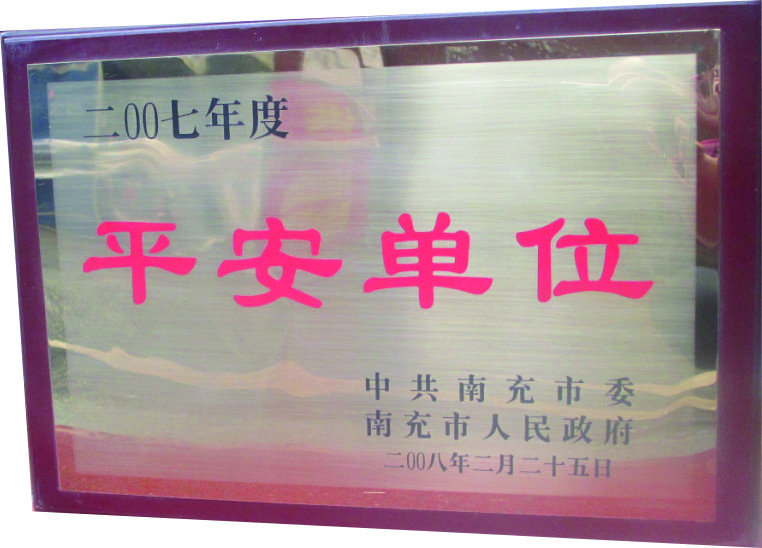 二00七年度
平安单位
中共南充市委
南充市人民政府
二00八年二月二十五日